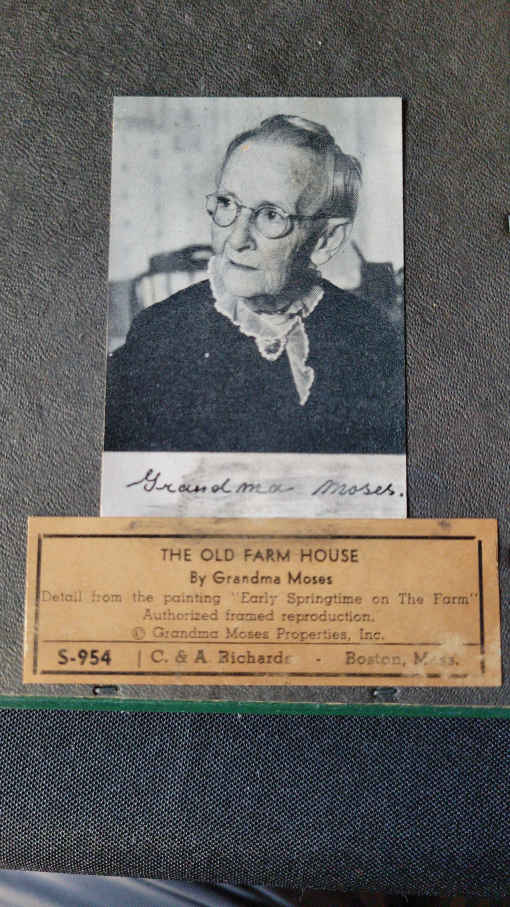 Grandma Moses.
THE OLD FARM HOUSE
By Grandma Moses
Detail from the painting "Early Springtime on The Farm"
Authorized framed reproduction.
© Grandma Moses Properties, Inc.
S-954 | C. & A. Richards - Boston, Mass.